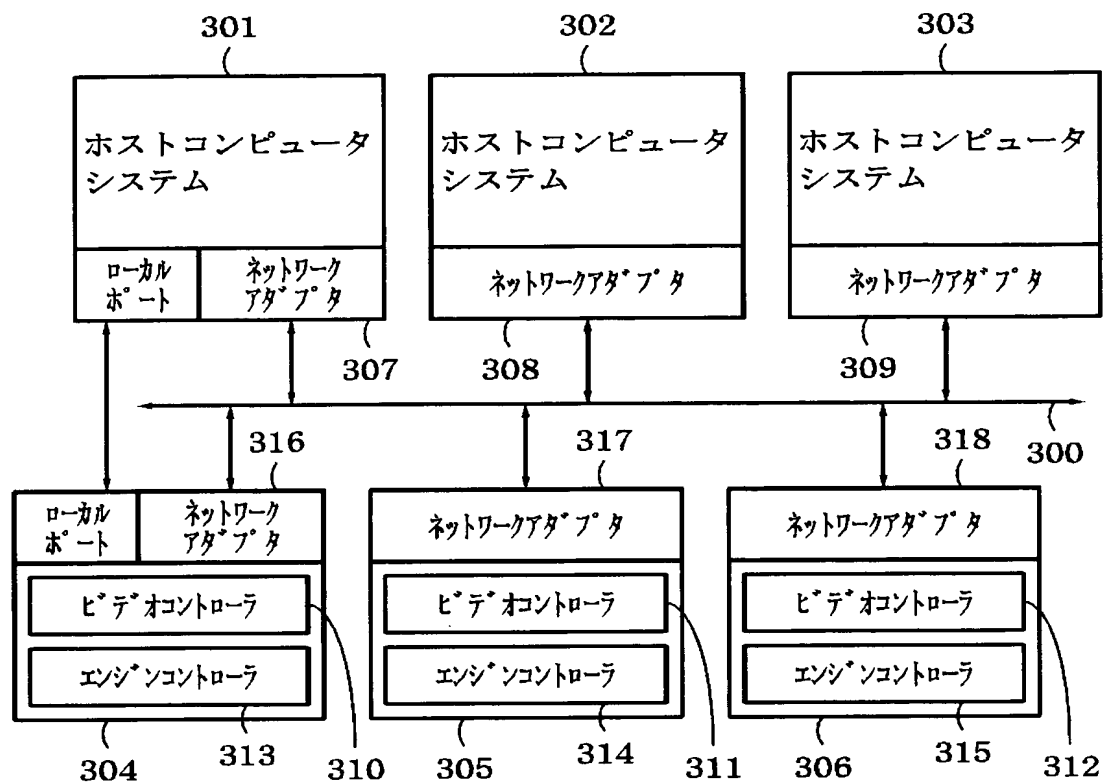 301
302
303
ホストコンピュータ
システム
ホストコンピュータ
システム
ホストコンピュータ
システム
ローカル
ポート
ネットワーク
アダプタ
ネットワークアダプタ
ネットワークアダプタ
307
308
309
316
317
318
300
ローカル
ポート
ネットワーク
アダプタ
ネットワークアダプタ
ネットワークアダプタ
ビデオコントローラ
ビデオコントローラ
ビデオコントローラ
エンジンコントローラ
エンジンコントローラ
エンジンコントローラ
304
313
310
305
314
311
306
315
312